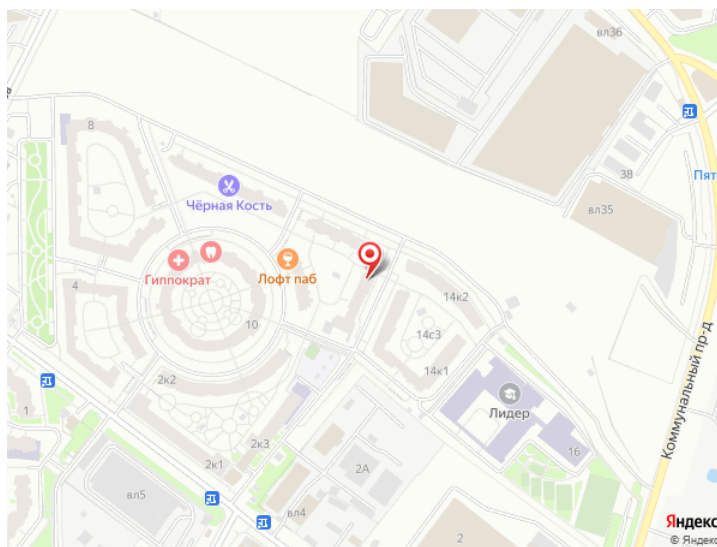 вл36
8
38
Пят
Чёрная Кость
вл35
Гиппократ
Лофт паб
4
14к2
10
14с3
Коммунальный пр-д
2к2
14к1
Лидер
1
2к3
16
2к1
2А
вл5
вл4
Яндекс
2
© Яндекс